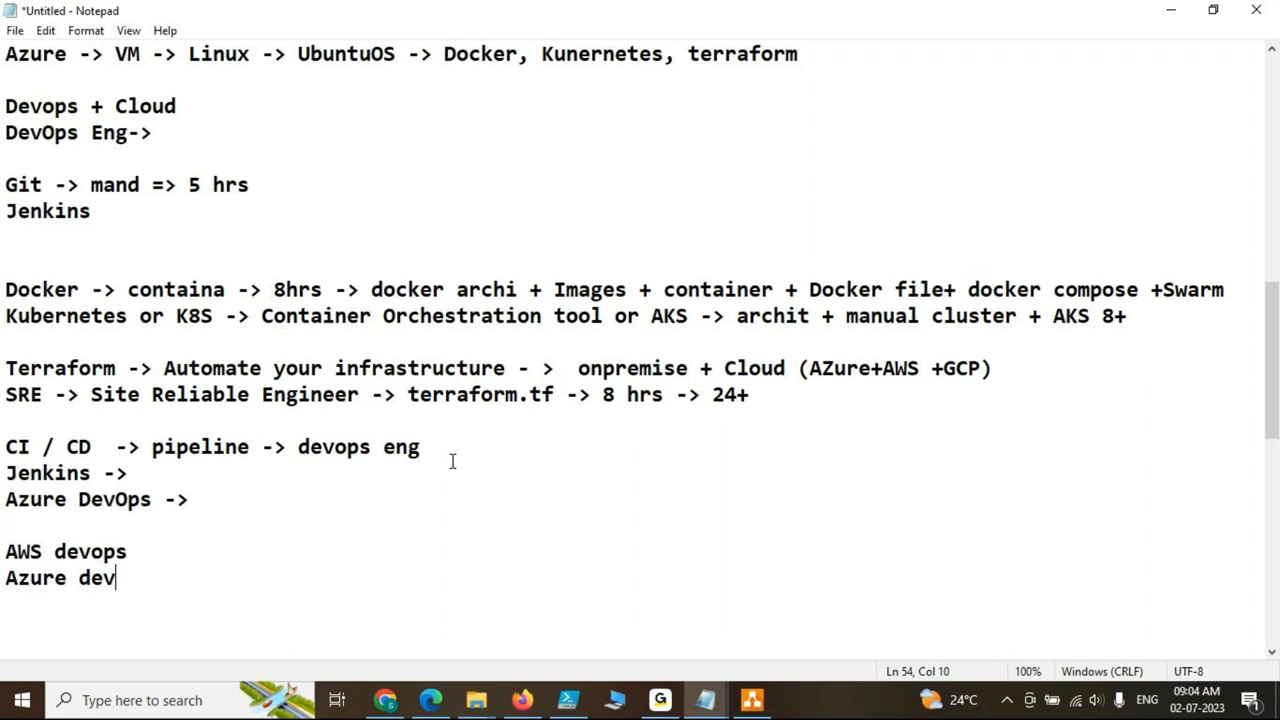 *Untitled - Notepad
File Edit Format View Help
Azure -> VM -> Linux -> UbuntuOS -> Docker, Kunernetes, terraform
Devops + Cloud
DevOps Eng->
Git -> mand => 5 hrs
Jenkins
Docker -> containa -> 8hrs -> docker archi + Images + container + Docker file+ docker compose +Swarm
Kubernetes or K8S -> Container Orchestration tool or AKS -> archit + manual cluster + AKS 8+
Terraform -> Automate your infrastructure - >  onpremise + Cloud (AZure+AWS +GCP)
SRE -> Site Reliable Engineer -> terraform.tf -> 8 hrs -> 24+
CI / CD  -> pipeline -> devops eng
Jenkins ->
Azure DevOps ->
AWS devops
Azure dev
Ln 54, Col 10 100% Windows (CRLF) UTF-8
Type here to search G 24°C ENG 09:04 AM
02-07-2023 1